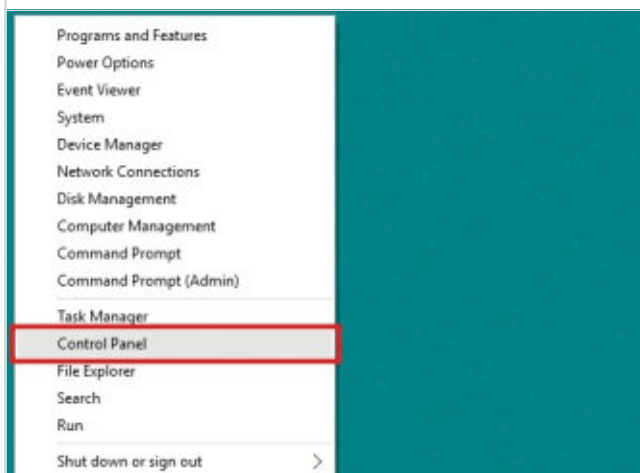 Programs and Features
Power Options
Event Viewer
System
Device Manager
Network Connections
Disk Management
Computer Management
Command Prompt
Command Prompt (Admin)
Task Manager
Control Panel
File Explorer
Search
Run
Shut down or sign out